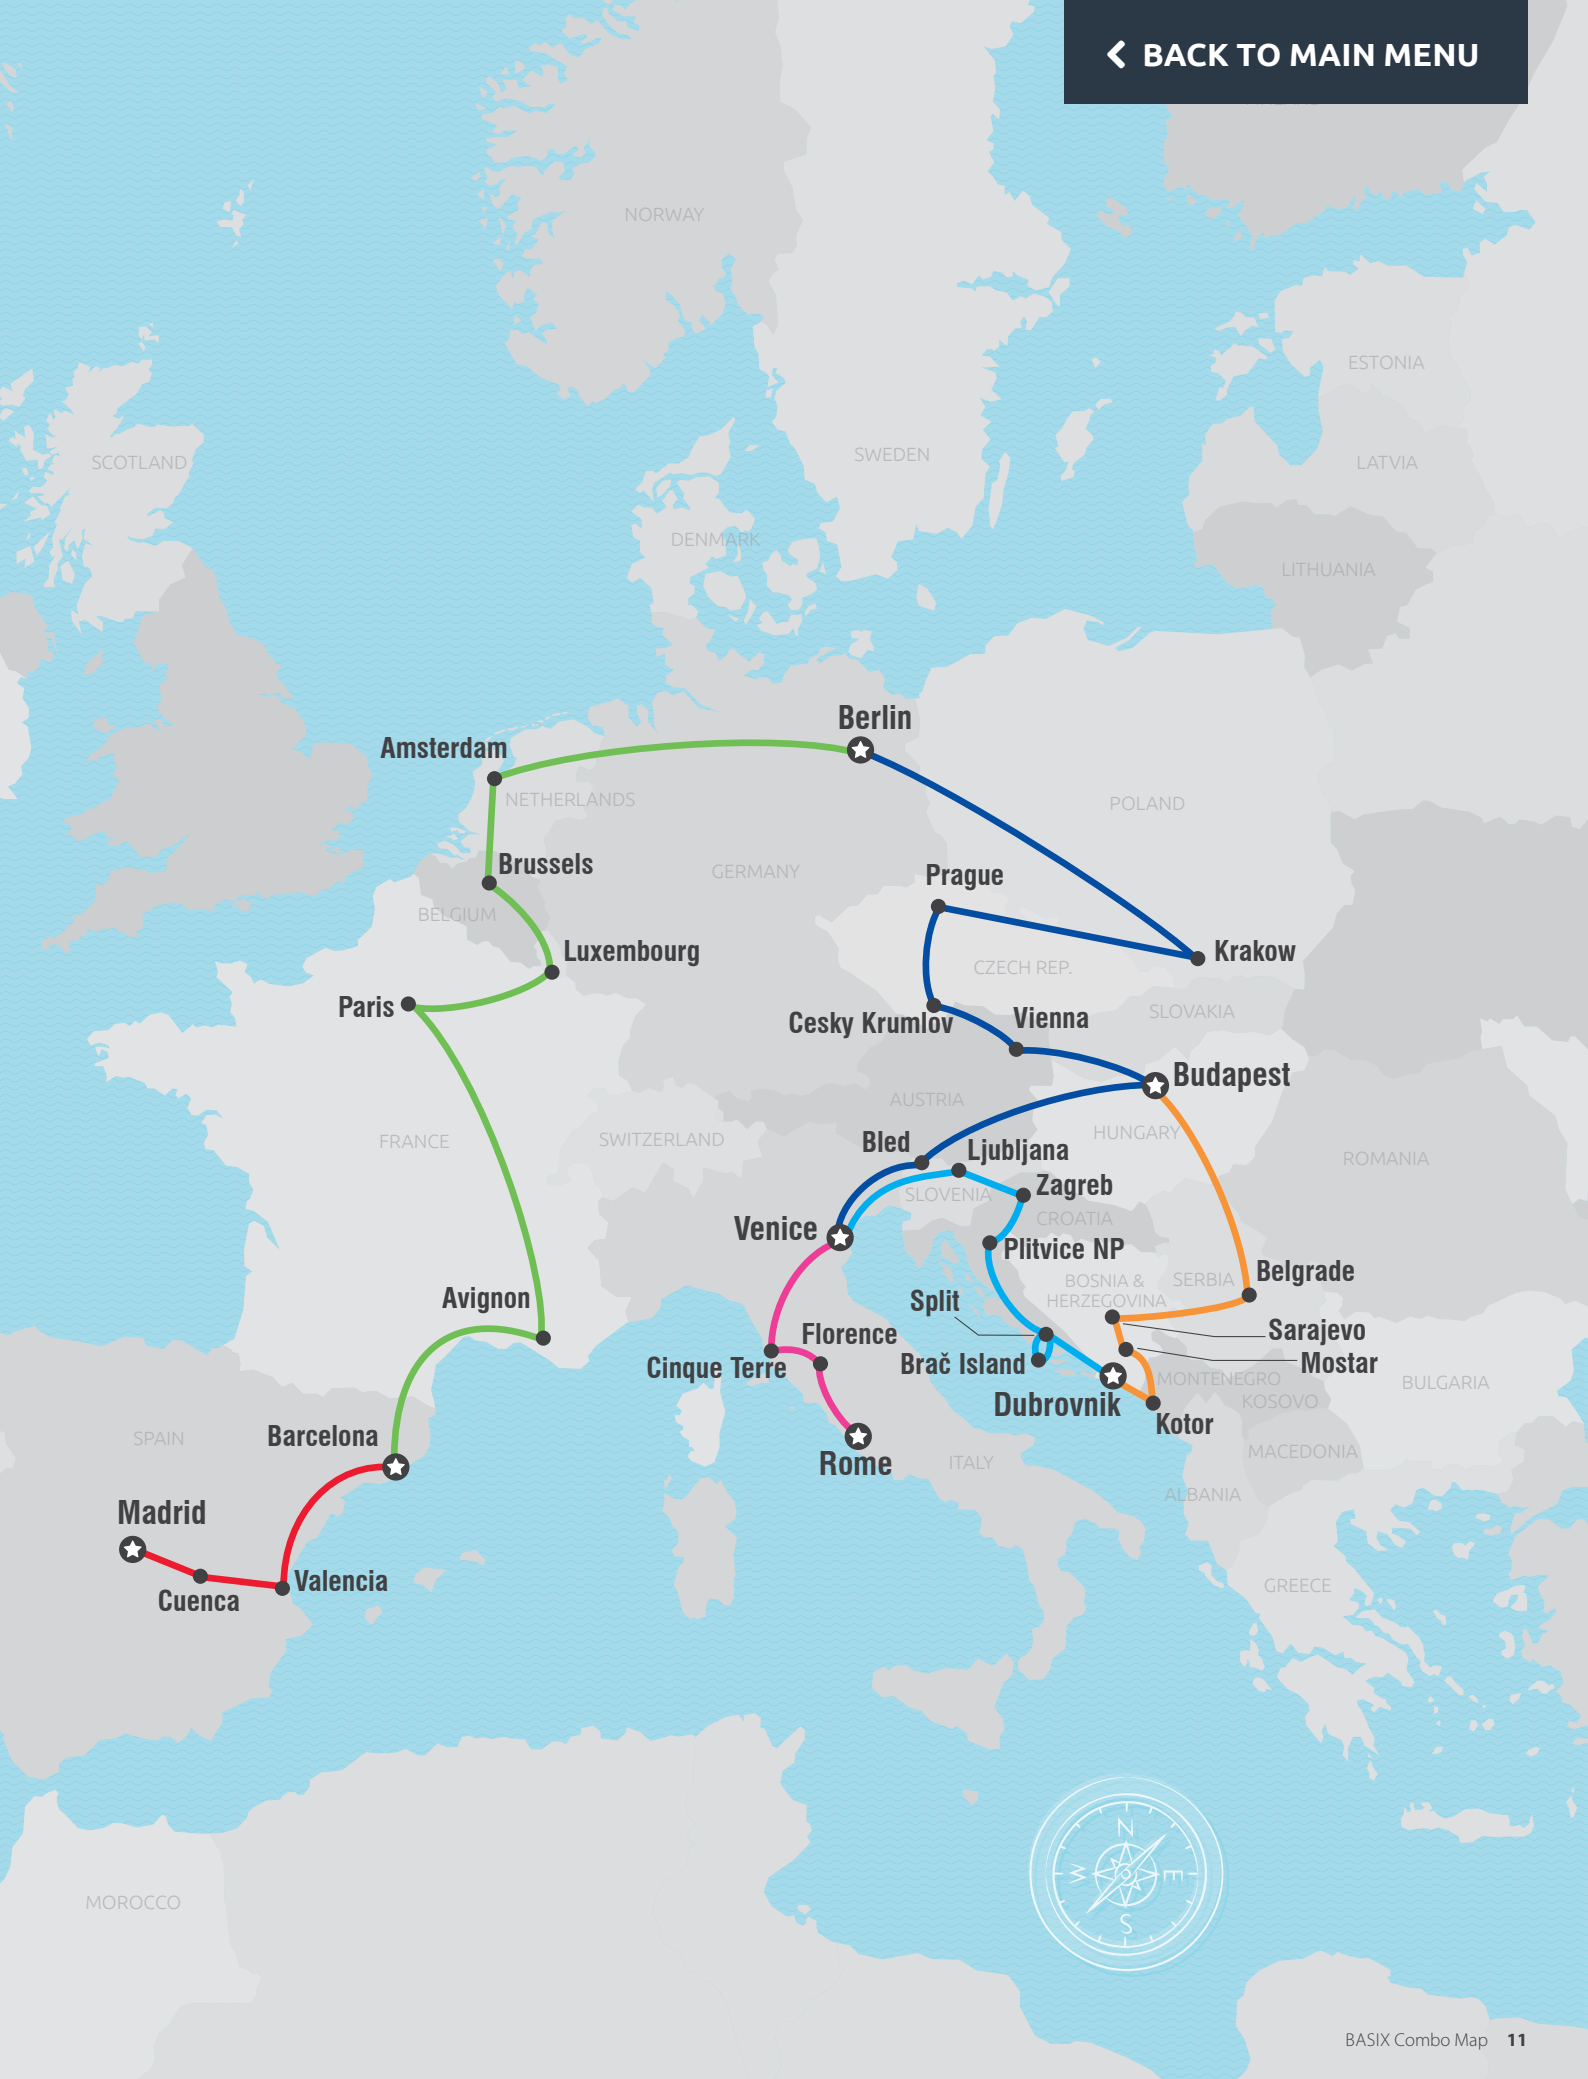 BACK TO MAIN MENU
NORWAY
ESTONIA
SCOTLAND
SWEDEN
LATVIA
DENMARK
LITHUANIA
Berlin
Amsterdam
NETHERLANDS
POLAND
Brussels
GERMANY
Prague
BELGIUM
Luxembourg
Krakow
CZECH REP.
Paris
Cesky Krumlov
Vienna
SLOVAKIA
Budapest
AUSTRIA
FRANCE
SWITZERLAND
HUNGARY
Bled
Ljubljana
ROMANIA
Zagreb
SLOVENIA
CROATIA
Venice
Plitvice NP
Belgrade
BOSNIA &
HERZEGOVINA
SERBIA
Avignon
Split
Florence
Sarajevo
Cinque Terre
Brač Island
Mostar
MONTENEGRO
BULGARIA
Dubrovnik
KOSOVO
Kotor
SPAIN
Barcelona
MACEDONIA
Rome
ITALY
ALBANIA
Madrid
Valencia
Cuenca
GREECE
N
W
E
S
MOROCCO
BASIX Combo Map 11